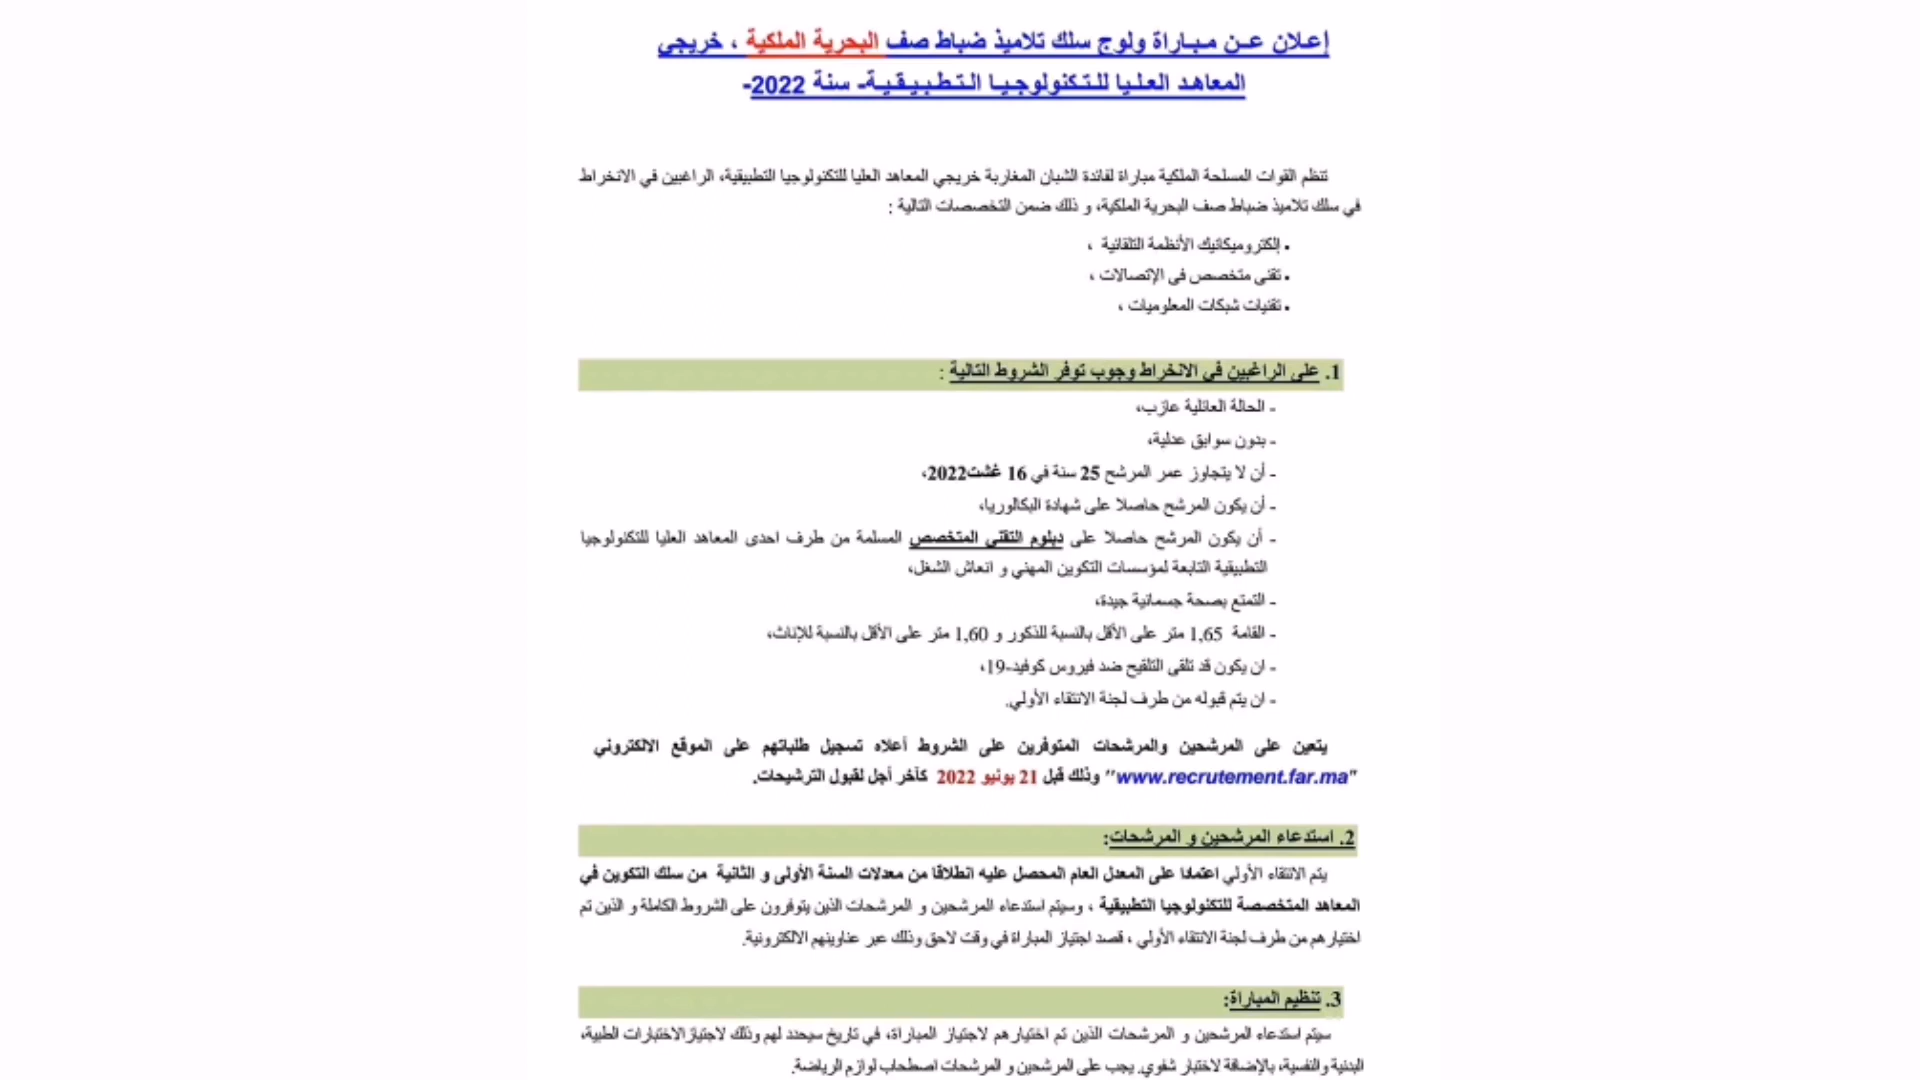 إعلان عن مباراة ولوج سلك تلاميذ ضباط صف البحرية الملكية ، خريجي
المعاهد العليا للتكنولوجيا التطبيقية- سنة 2022-
تنظم القوات المسلحة الملكية مباراة لفائدة الشبان المغاربة خريجي المعاهد العليا للتكنولوجيا التطبيقية، الراغبين في الانخراط
في سلك تلاميذ ضباط صف البحرية الملكية، و ذلك ضمن التخصصات التالية :
• إلكتروميكانيك الأنظمة التلقائية ،
• تقني متخصص في الإتصالات ،
• تقنيات شبكات المعلوميات ،
1. على الراغبين في الانخراط وجوب توفر الشروط التالية :
- الحالة العائلية عازب،
- بدون سوابق عدلية،
- أن لا يتجاوز عمر المرشح 25 سنة في 16 غشت2022،
- أن يكون المرشح حاصلا على شهادة البكالوريا،
- أن يكون المرشح حاصلا على دبلوم التقني المتخصص المسلمة من طرف احدى المعاهد العليا للتكنولوجيا
التطبيقية التابعة لمؤسسات التكوين المهني و انعاش الشغل،
- التمتع بصحة جسمانية جيدة،
- القامة 1,65 متر على الأقل بالنسبة للذكور و 1,60 متر على الأقل بالنسبة للإناث،
- ان يكون قد تلقى التلقيح ضد فيروس كوفيد-19،
- ان يتم قبوله من طرف لجنة الانتقاء الأولي.
يتعين على المرشحين والمرشحات المتوفرين على الشروط أعلاه تسجيل طلباتهم على الموقع الالكتروني
"www.recrutement.far.ma" وذلك قبل 21 يونيو 2022 كآخر أجل لقبول الترشيحات.
2. استدعاء المرشحين و المرشحات:
يتم الانتقاء الأولي اعتمادا على المعدل العام المحصل عليه انطلاقا من معدلات السنة الأولى و الثانية من سلك التكوين في
المعاهد المتخصصة للتكنولوجيا التطبيقية ، وسيتم استدعاء المرشحين و المرشحات الذين يتوفرون على الشروط الكاملة و الذين تم
اختيارهم من طرف لجنة الانتقاء الأولي ، قصد اجتياز المباراة في وقت لاحق وذلك عبر عناوينهم الالكترونية.
3. تنظيم المباراة:
سيتم استدعاء المرشحين و المرشحات الذين تم اختيارهم لاجتياز المباراة، في تاريخ سيحدد لهم وذلك لاجتيازالاختبارات الطبية،
البدنية والنفسية، بالإضافة لاختبار شفوي. يجب على المرشحين و المرشحات اصطحاب لوازم الرياضة.